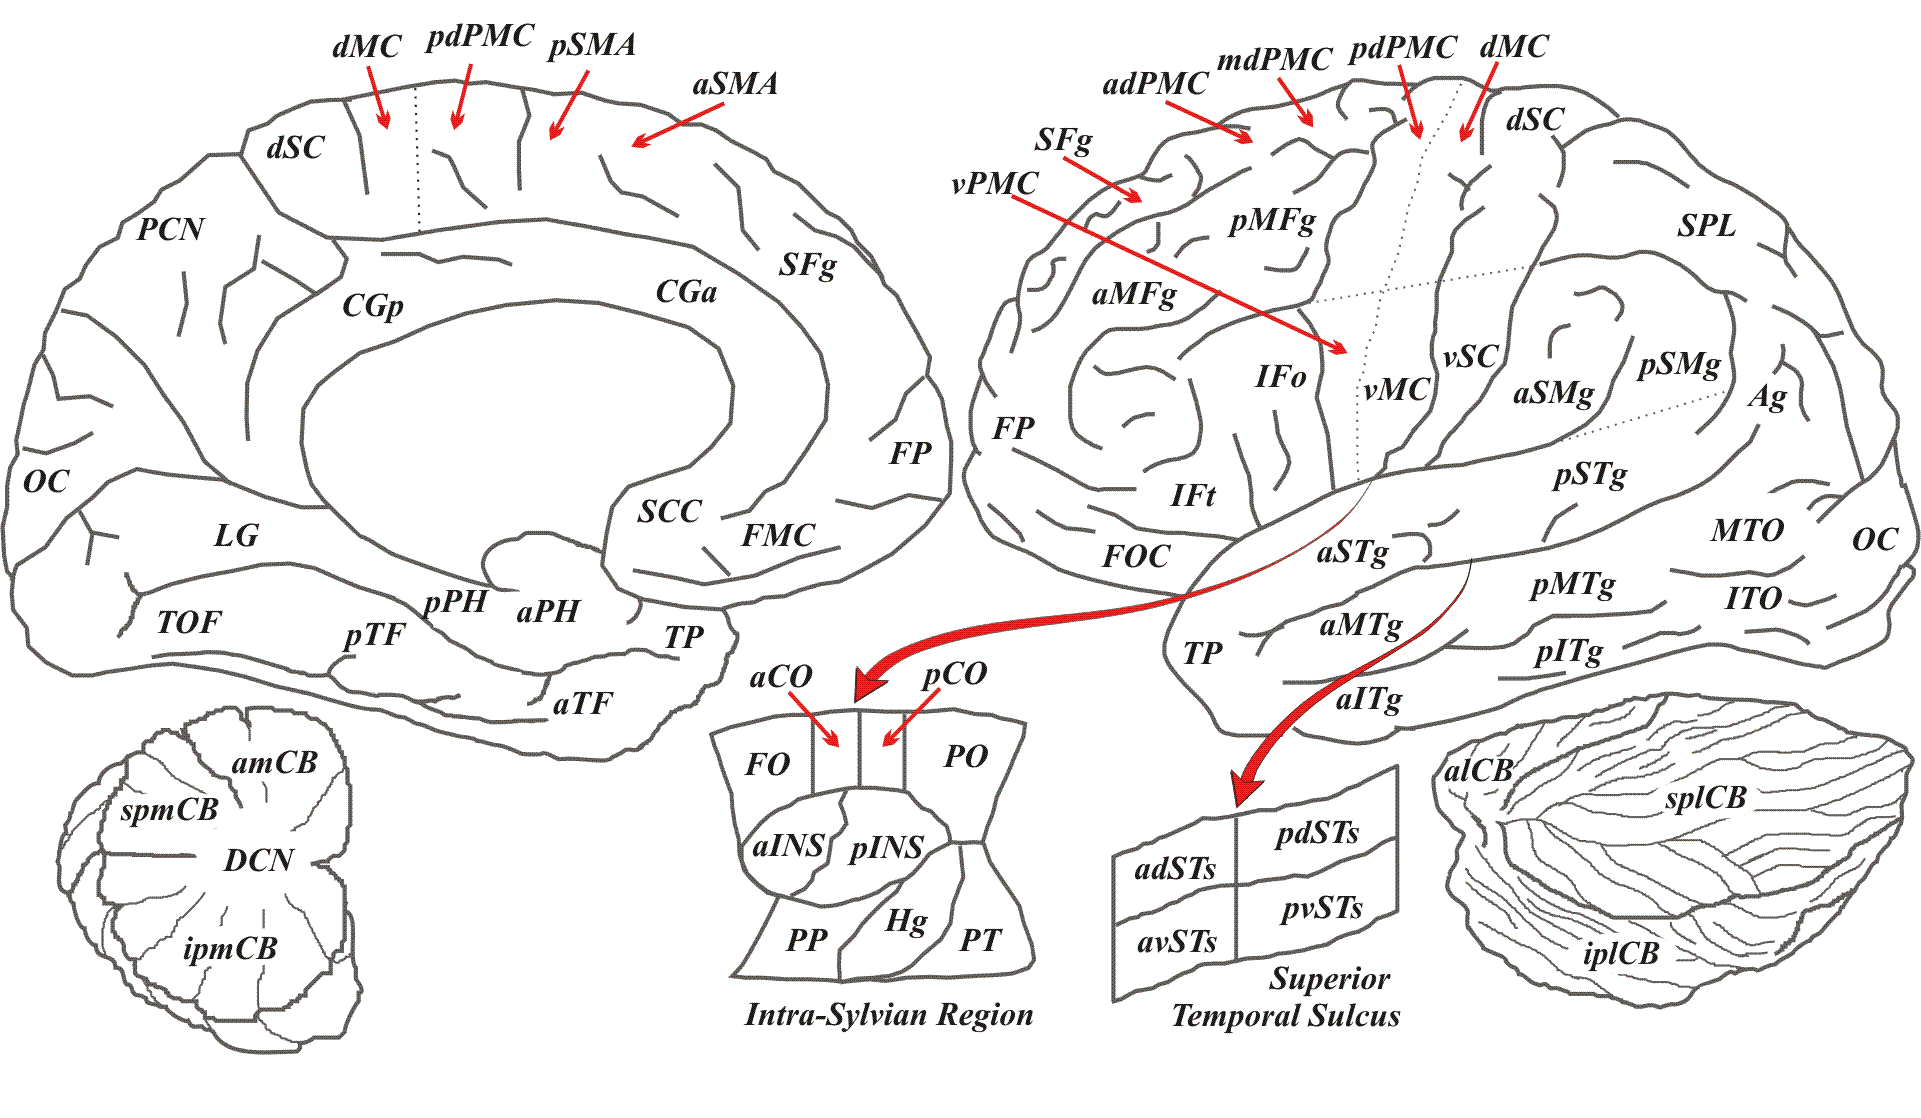 dMC
pdPMC
pSMA
aSMA
dSC
PCN
SFg
CGp
CGa
FP
OC
SCC
FMC
LG
pPH
aPH
TOF
pTF
TP
aTF
adPMC
mdPMC
pdPMC
dMC
SFg
dSC
vPMC
pMFg
SPL
aMFg
IFo
vMC
vSC
aSMg
pSMg
Ag
FP
IFt
pSTg
FOC
aSTg
MTO
OC
pMTg
ITO
aMTg
TP
pITg
aITg
amCB
spmCB
DCN
ipmCB
aCO
pCO
FO
PO
aINS
pINS
PP
Hg
PT
Intra-Sylvian Region
adSTs
pdSTs
avSTs
pvSTs
Superior
Temporal Sulcus
alCB
splCB
iplCB